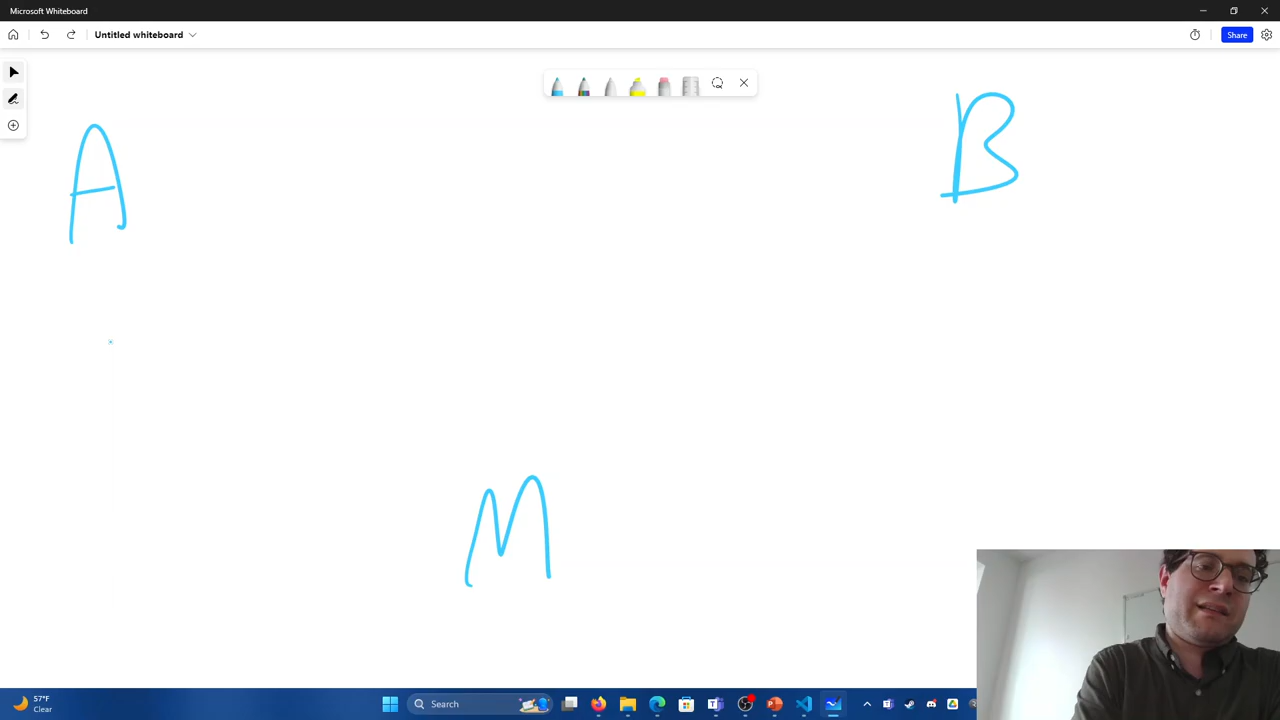 Microsoft Whiteboard
Untitled whiteboard
Share
A
B
M
57°F
Clear
Search